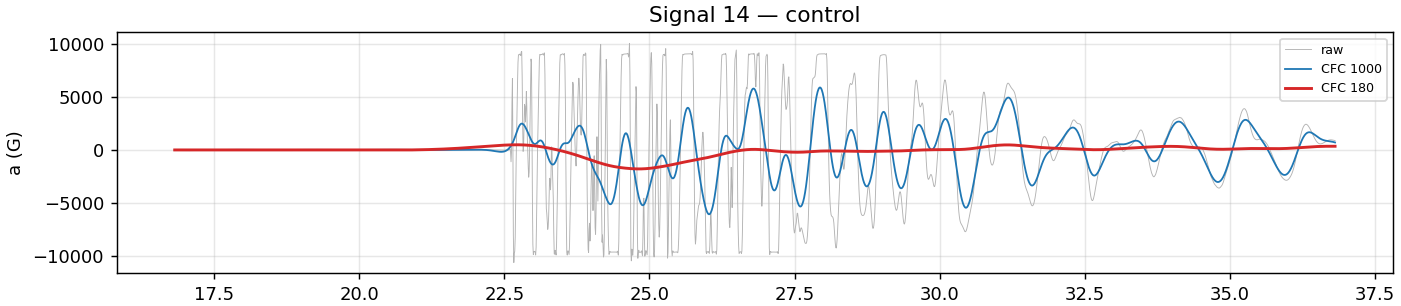 Signal 14 — control
10000
5000
0
−5000
−10000
a (G)
raw
CFC 1000
CFC 180
17.5 20.0 22.5 25.0 27.5 30.0 32.5 35.0 37.5